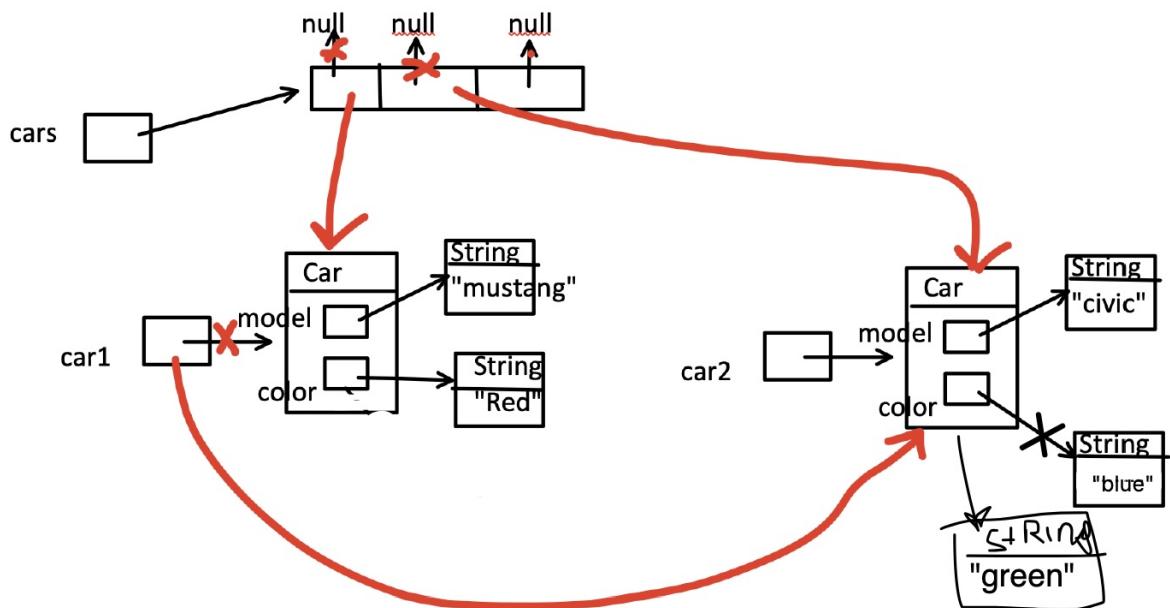 null null null
cars
Car
String
"mustang"
model
car1
color
String
"Red"
Car
String
"civic"
model
car2
color
String
"blue"
StRing
"green"